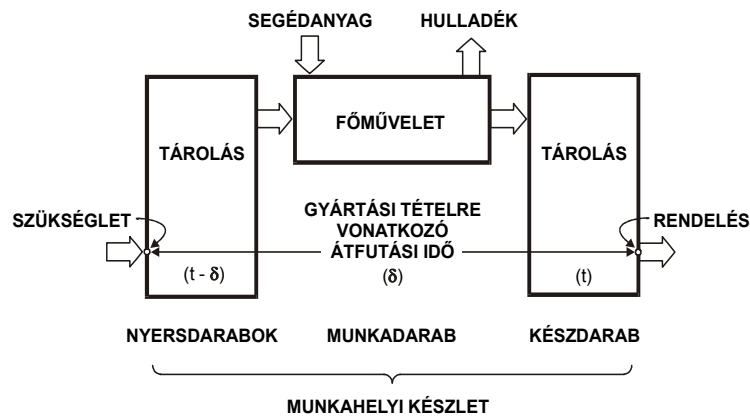 SEGÉDANYAG
HULLADÉK
TÁROLÁS
FŐMŰVELET
TÁROLÁS
SZÜKSÉGLET
GYÁRTÁSI TÉTELRE
VONATKOZÓ
ÁTFUTÁSI IDŐ
(δ)
RENDELÉS
(t - δ)
(t)
NYERSDARABOK
MUNKADARAB
KÉSZDARAB
MUNKAHELYI KÉSZLET